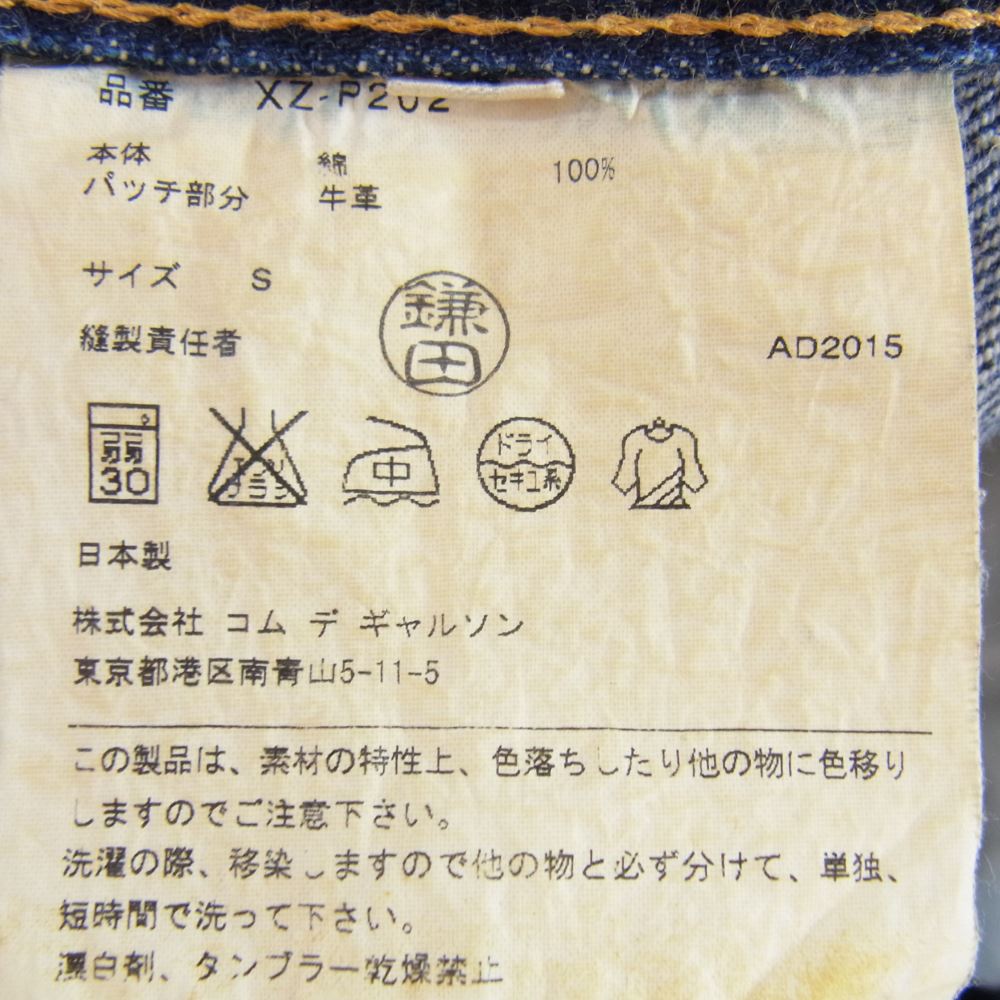 品番 XZ-P202
本体 綿 100%
パッチ部分 牛革
サイズ S
縫製責任者 鎌田 AD2015
弱 30 エンソサラシ 中 ドライ セキユ系
日本製
株式会社 コム デ ギャルソン
東京都港区南青山5-11-5
この製品は、素材の特性上、色落ちしたり他の物に色移り
しますのでご注意下さい。
洗濯の際、移染しますので他の物と必ず分けて、単独、
短時間で洗って下さい。
漂白剤、タンブラー乾燥禁止